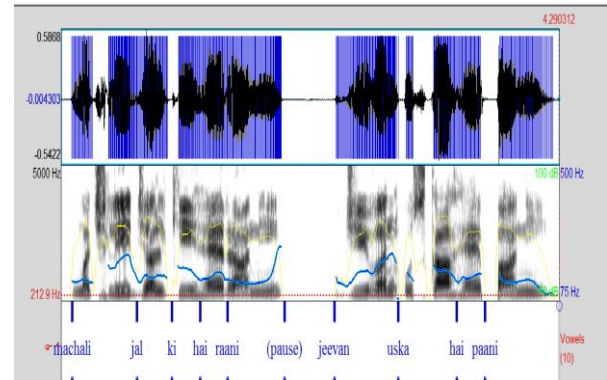 4.290312
0.5868
-0.004303
-0.5422
5000 Hz 100 dB 500 Hz
212.9 Hz 75 Hz
machali jal ki hai raani (pause) jeevan uska hai paani
Vowels
(10)